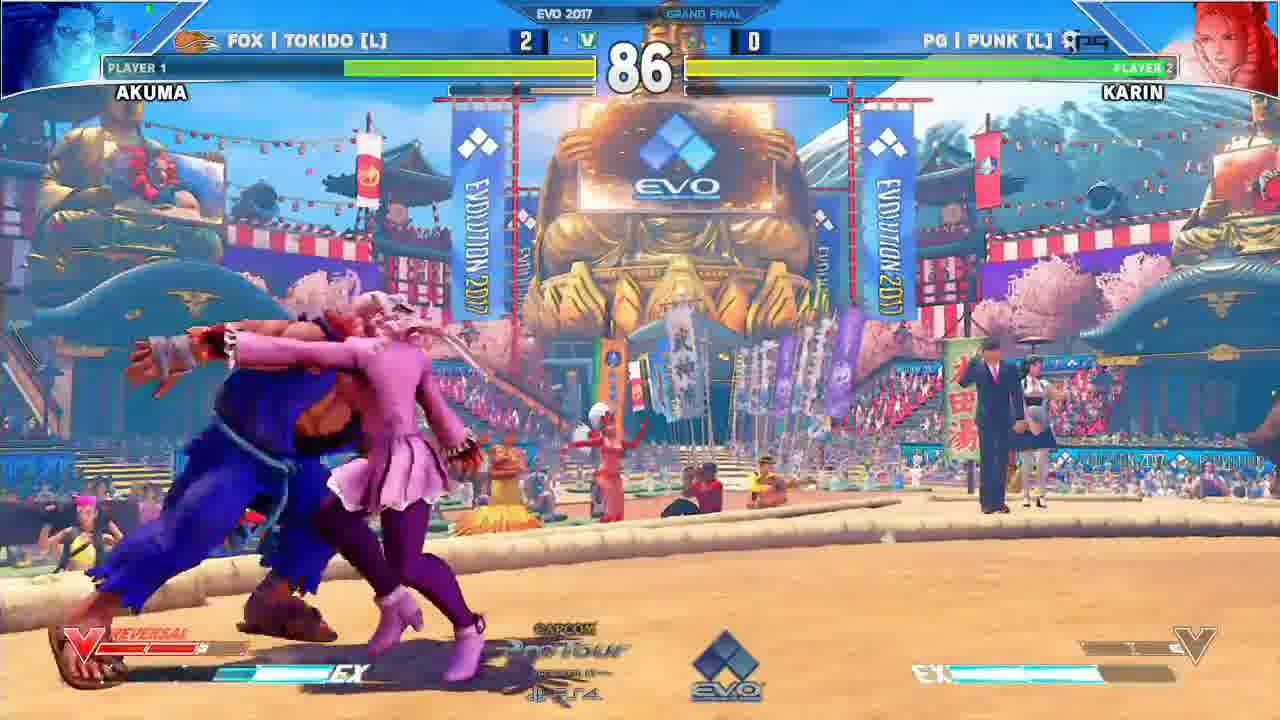 EVO 2017 GRAND FINAL
FOX | TOKIDO [L] 2 V 86 0 PG | PUNK [L]
PLAYER 1 PLAYER 2
AKUMA KARIN
EVO
EVOLUTION 2017 EVOLUTION 2017
V REVERSAL V
EX EX
CAPCOM
Pro Tour
PS4
EVO